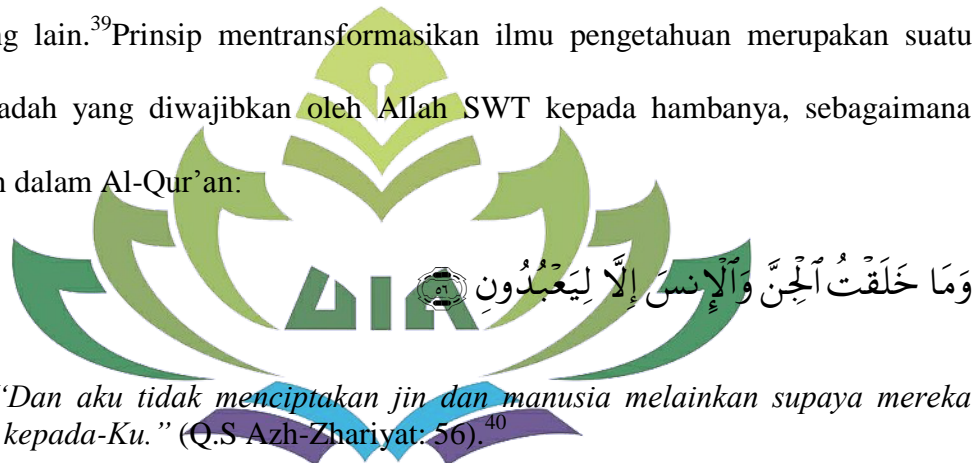 ng lain.³⁹Prinsip mentransformasikan ilmu pengetahuan merupakan suatu
adah yang diwajibkan oleh Allah SWT kepada hambanya, sebagaimana
dalam Al-Qur’an:
وَمَا خَلَقْتُ ٱلْجِنَّ وَٱلْإِنسَ إِلَّا لِيَعْبُدُونِ ٥٦
“Dan aku tidak menciptakan jin dan manusia melainkan supaya mereka
kepada-Ku.” (Q.S Azh-Zhariyat: 56).⁴⁰